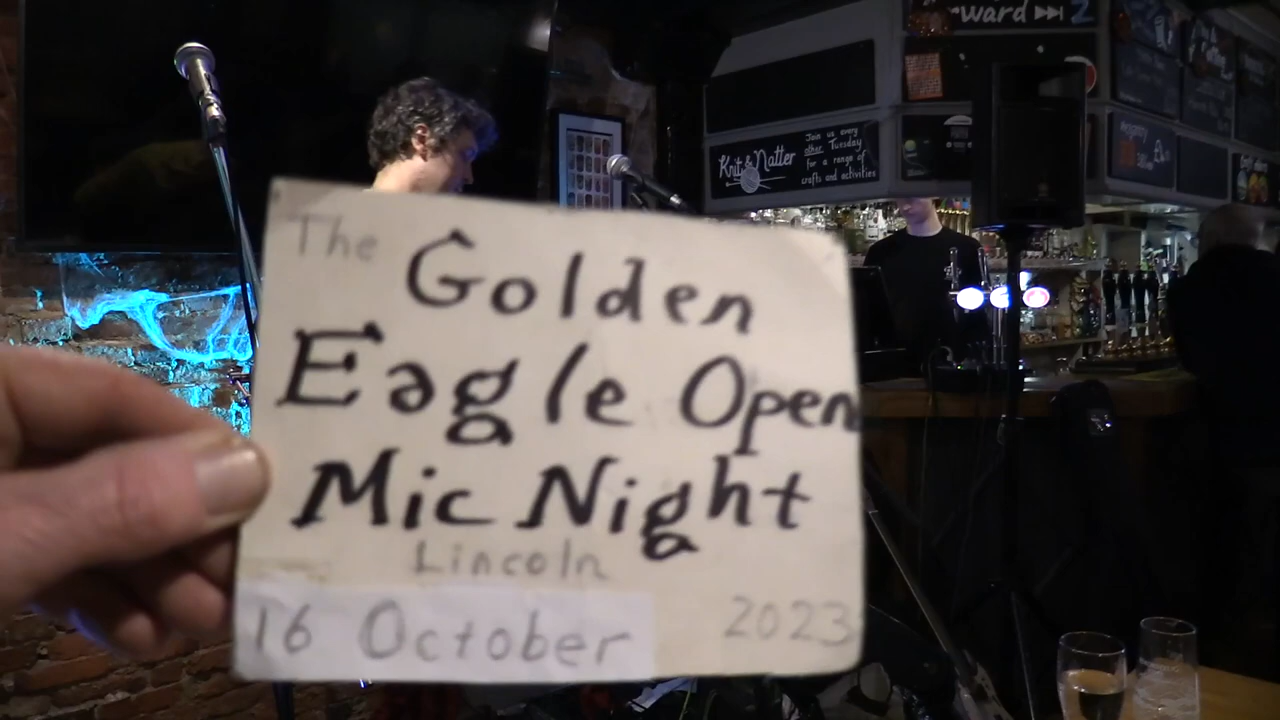 ward
Knit & Natter
Join us every
other Tuesday
for a range of
crafts and activities
The
Golden
Eagle Open
Mic Night
Lincoln
16 October 2023